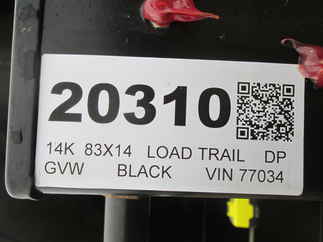 20310
14K 83X14 LOAD TRAIL DP
GVW BLACK VIN 77034